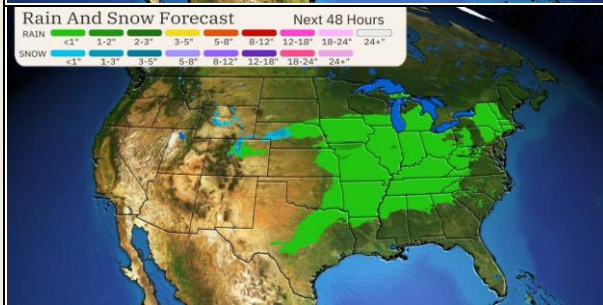 Rain And Snow Forecast Next 48 Hours
RAIN
<1" 1-2" 2-3" 3-5" 5-8" 8-12" 12-18" 18-24" 24+"
SNOW
<1" 1-3" 3-5" 5-8" 8-12" 12-18" 18-24" 24+"